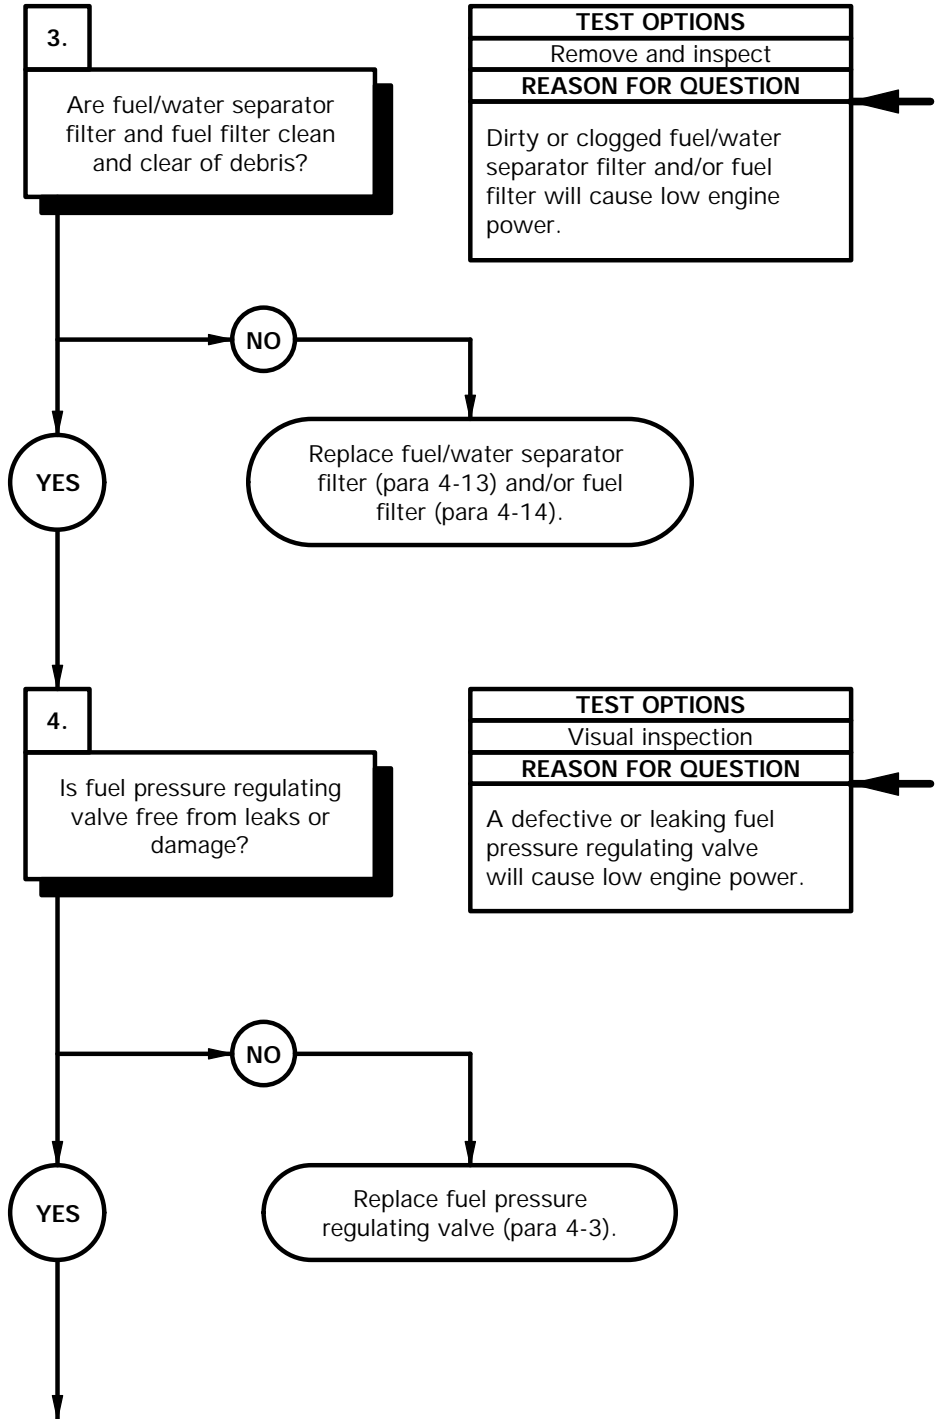 3.
Are fuel/water separator
filter and fuel filter clean
and clear of debris?
TEST OPTIONS
Remove and inspect
REASON FOR QUESTION
Dirty or clogged fuel/water
separator filter and/or fuel
filter will cause low engine
power.
NO
YES
Replace fuel/water separator
filter (para 4-13) and/or fuel
filter (para 4-14).
4.
Is fuel pressure regulating
valve free from leaks or
damage?
TEST OPTIONS
Visual inspection
REASON FOR QUESTION
A defective or leaking fuel
pressure regulating valve
will cause low engine power.
NO
YES
Replace fuel pressure
regulating valve (para 4-3).